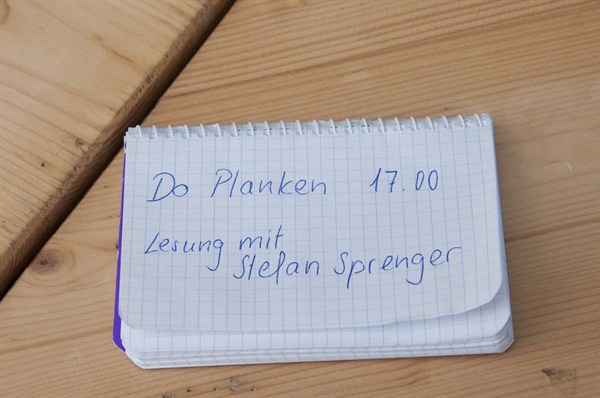 Do Planken 17.00
Lesung mit
Stefan Sprenger